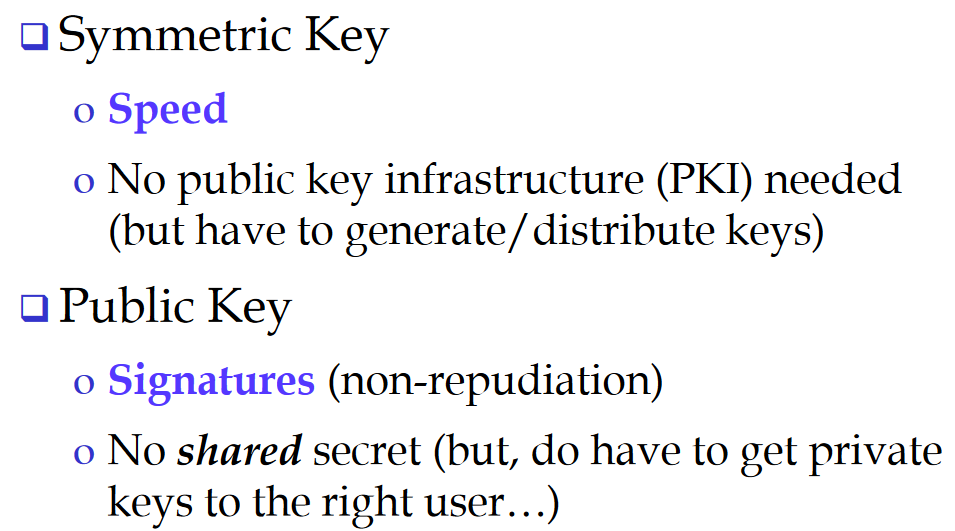 ❑ Symmetric Key
o Speed
o No public key infrastructure (PKI) needed
(but have to generate/distribute keys)
❑ Public Key
o Signatures (non-repudiation)
o No shared secret (but, do have to get private
keys to the right user…)